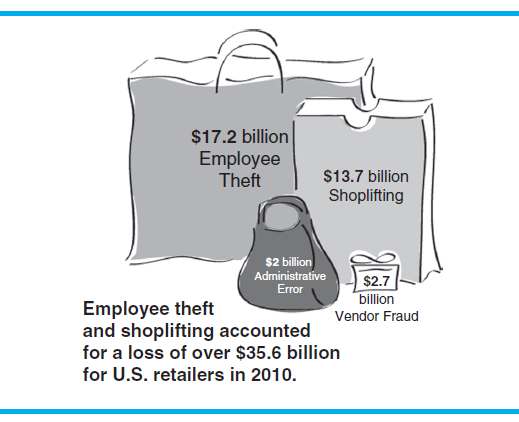 $17.2 billion
Employee
Theft
$13.7 billion
Shoplifting
$2 billion
Administrative
Error
$2.7
billion
Vendor Fraud
Employee theft
and shoplifting accounted
for a loss of over $35.6 billion
for U.S. retailers in 2010.